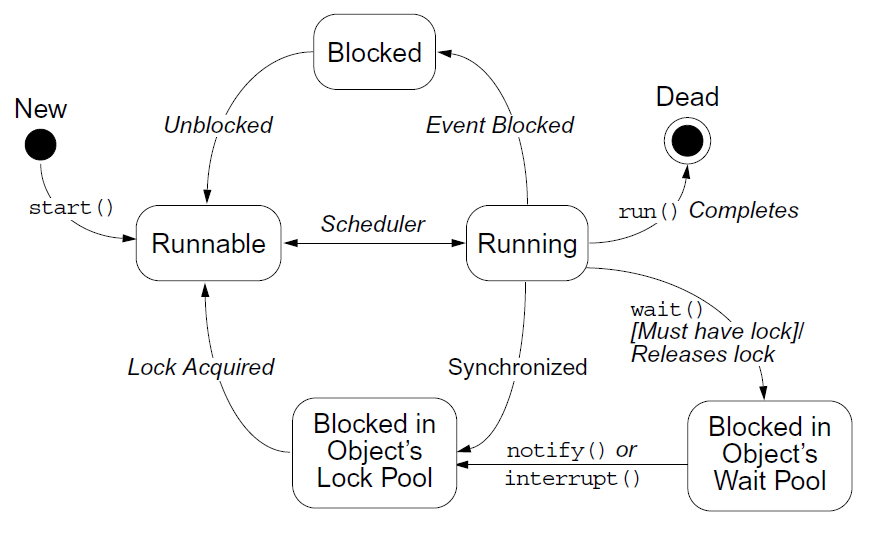 Blocked
New
Dead
Unblocked
Event Blocked
start()
run() Completes
Scheduler
Runnable
Running
wait()
[Must have lock]/
Releases lock
Lock Acquired
Synchronized
Blocked in
Object’s
Lock Pool
notify() or
interrupt()
Blocked in
Object’s
Wait Pool